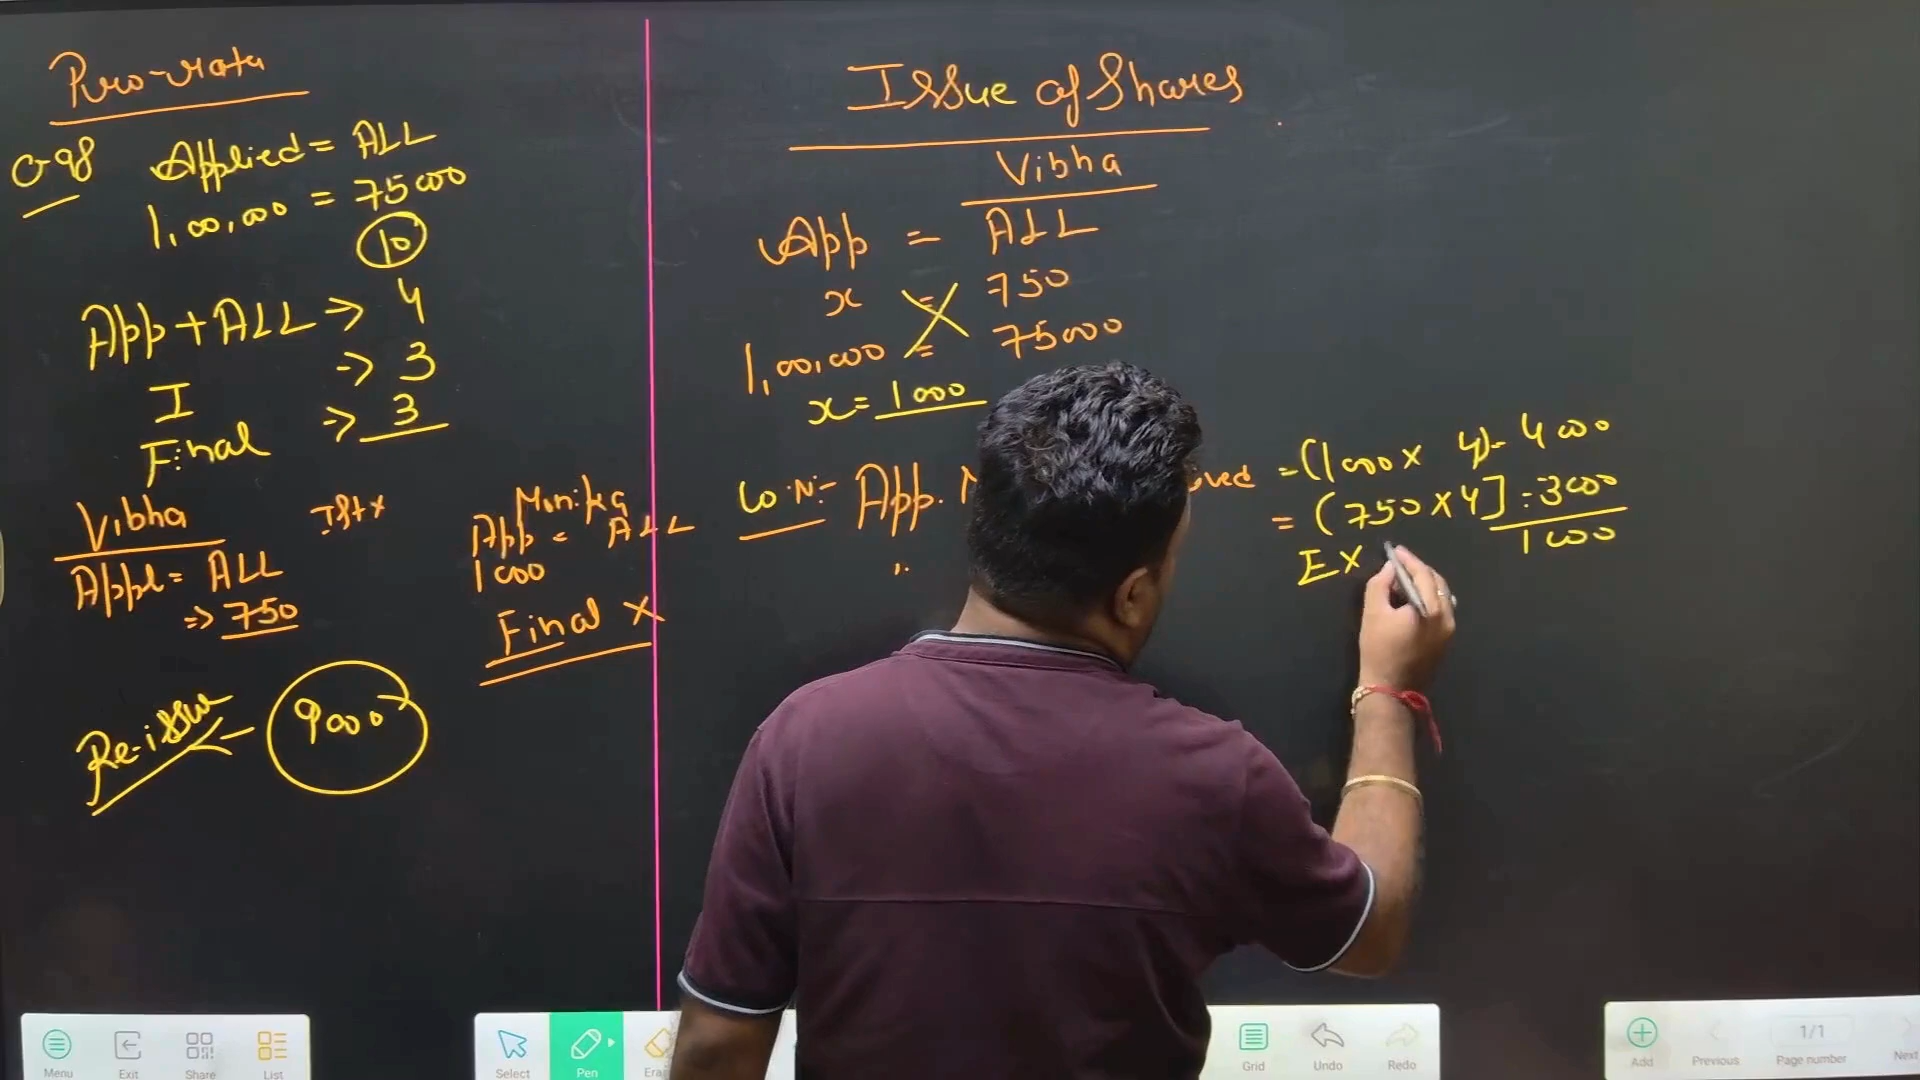 Pro-rata
Q-98 Applied = ALL
1,00,000 = 75000
10
App + ALL → 4
I → 3
Final → 3
Vibha Ist x
Appl = ALL
⇒ 750
Monika
App = ALL
1000
Final X
Re-issue - 9000
Issue of Shares
Vibha
App = ALL
x = 750
1,00,000 = 75000
x = 1000
W.N:- App. = (1000 x 4) = 4000
" = (750 x 4] = 3000
EX 1000
Menu
Exit
Share
List
Select
Pen
Grid
Undo
Redo
Add
Previous
1/1
Page number
Next